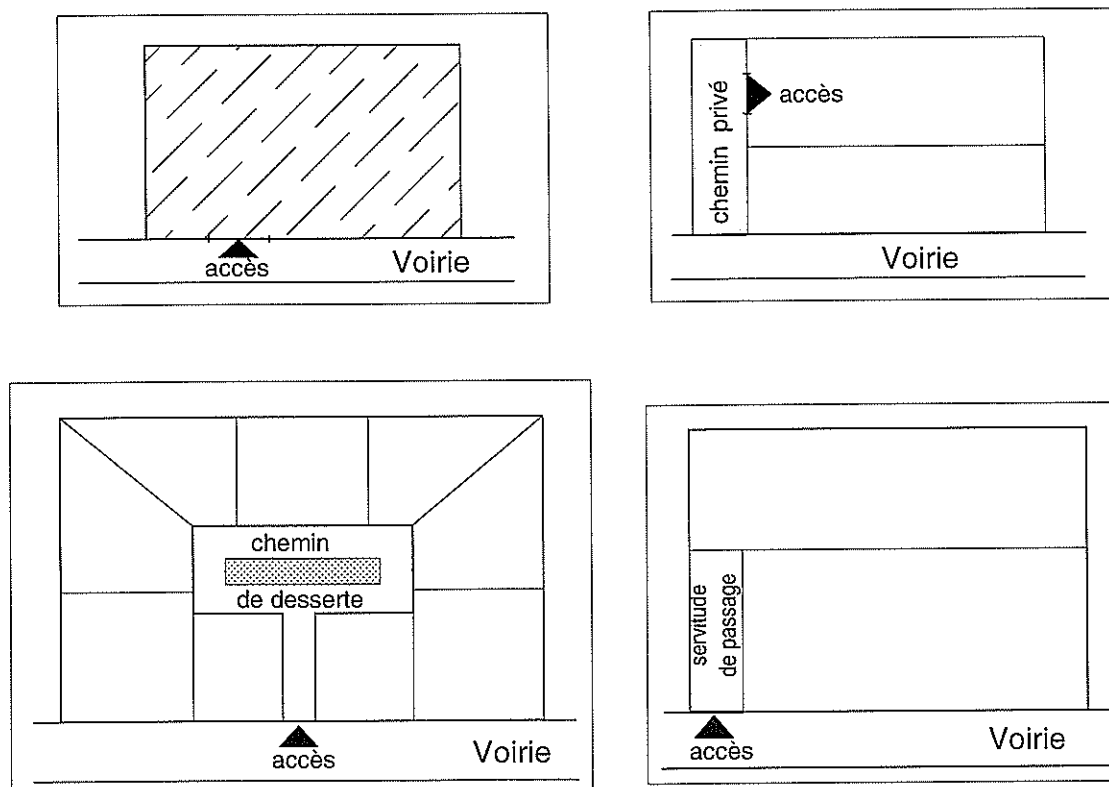 accès
Voirie
chemin privé
accès
Voirie
chemin
de desserte
accès
Voirie
servitude
de passage
accès
Voirie